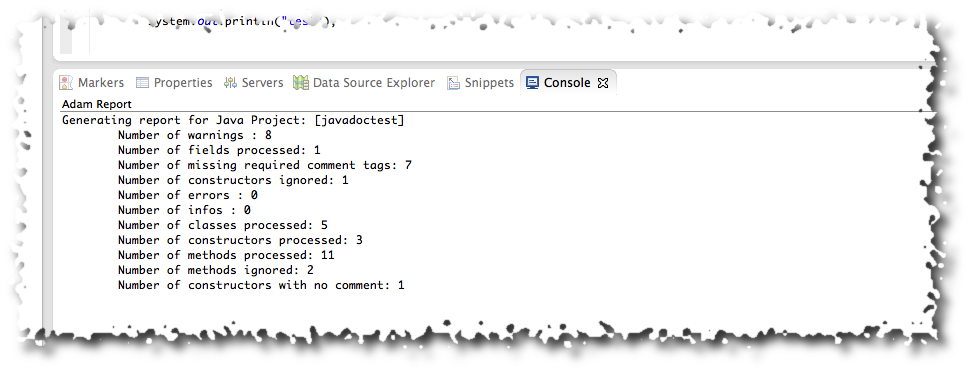 System.out.println("test");
Markers Properties Servers Data Source Explorer Snippets Console
Adam Report
Generating report for Java Project: [javadoctest]
Number of warnings : 8
Number of fields processed: 1
Number of missing required comment tags: 7
Number of constructors ignored: 1
Number of errors : 0
Number of infos : 0
Number of classes processed: 5
Number of constructors processed: 3
Number of methods processed: 11
Number of methods ignored: 2
Number of constructors with no comment: 1